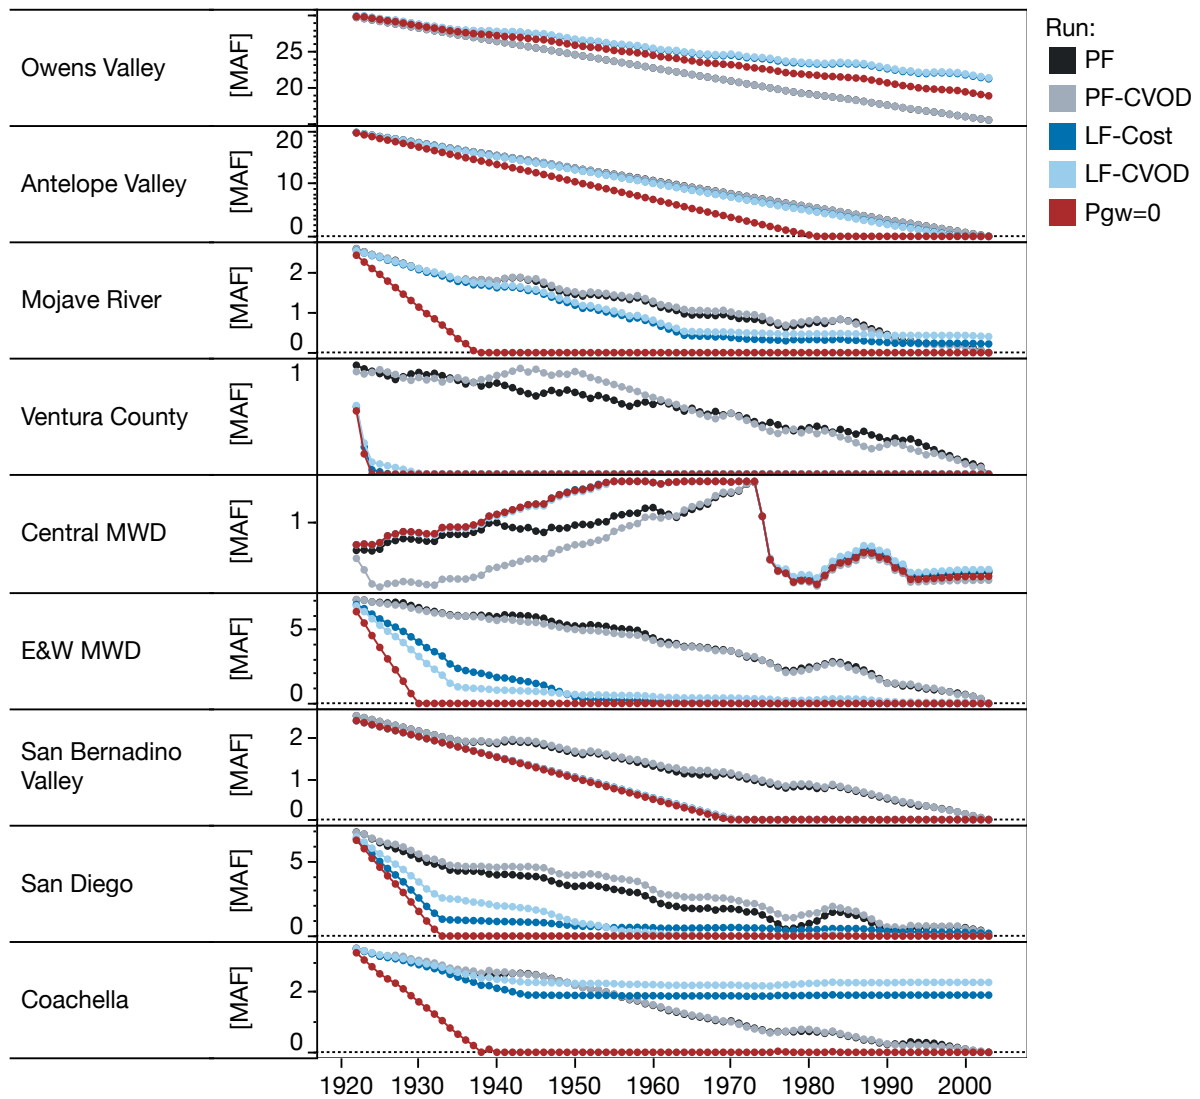 Run:
PF
PF-CVOD
LF-Cost
LF-CVOD
Pgw=0
Owens Valley
[MAF]
25
20
Antelope Valley
[MAF]
20
10
0
Mojave River
[MAF]
2
1
0
Ventura County
[MAF]
1
Central MWD
[MAF]
1
E&W MWD
[MAF]
5
0
San Bernadino
Valley
[MAF]
2
1
0
San Diego
[MAF]
5
0
Coachella
[MAF]
2
0
1920 1930 1940 1950 1960 1970 1980 1990 2000